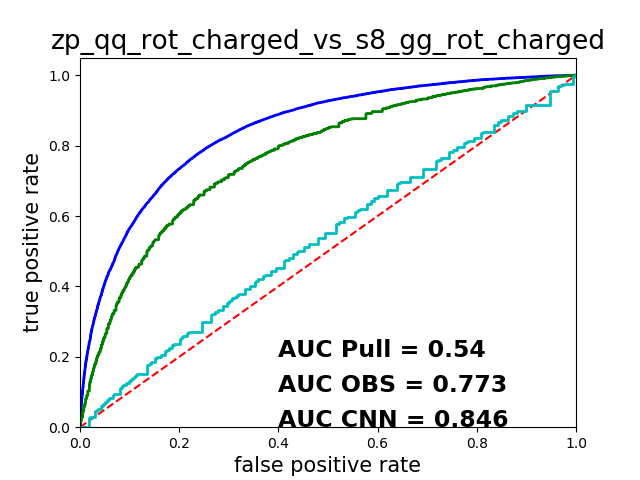 zp_qq_rot_charged_vs_s8_gg_rot_charged
true positive rate
1.0
0.8
0.6
0.4
0.2
0.0
AUC Pull = 0.54
AUC OBS = 0.773
AUC CNN = 0.846
0.0 0.2 0.4 0.6 0.8 1.0
false positive rate